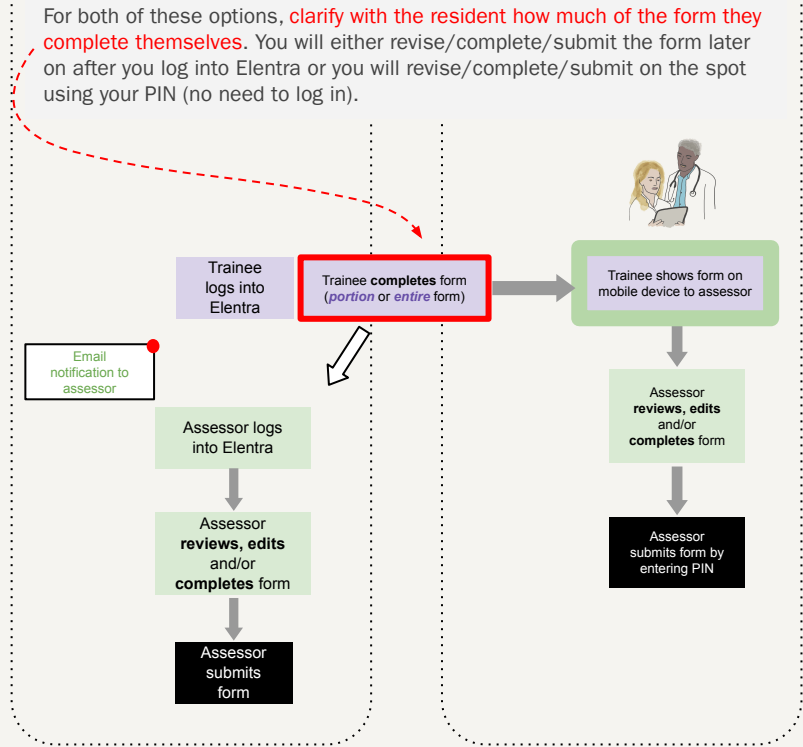 For both of these options, clarify with the resident how much of the form they
complete themselves. You will either revise/complete/submit the form later
on after you log into Elentra or you will revise/complete/submit on the spot
using your PIN (no need to log in).
Trainee
logs into
Elentra
Trainee completes form
(portion or entire form)
Trainee shows form on
mobile device to assessor
Email
notification to
assessor
Assessor logs
into Elentra
Assessor
reviews, edits
and/or
completes form
Assessor
submits
form
Assessor
reviews, edits
and/or
completes form
Assessor
submits form by
entering PIN